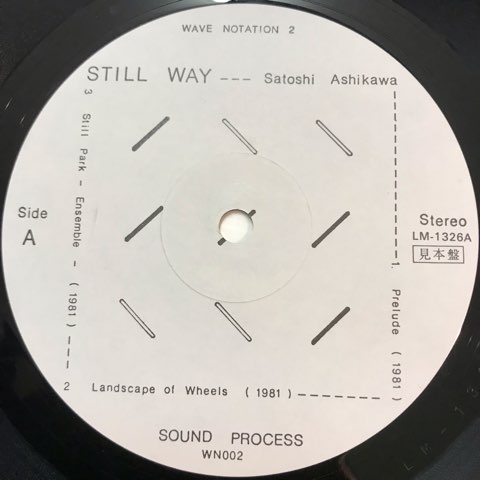 WAVE NOTATION 2
STILL WAY --- Satoshi Ashikawa
1. Prelude (1981)
2 Landscape of Wheels (1981)
3 Still Park - Ensemble - (1981)
Side
A
Stereo
LM-1326A
見本盤
SOUND PROCESS
WN002